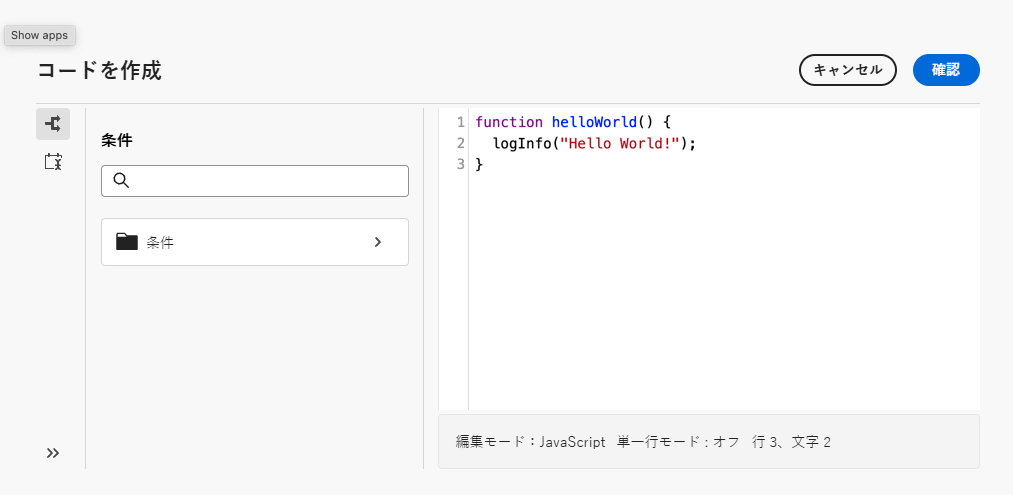 Show apps
コードを作成
キャンセル
確認
条件
条件
1 function helloWorld() {
2   logInfo("Hello World!");
3 }
編集モード：JavaScript 単一行モード : オフ 行 3、文字 2